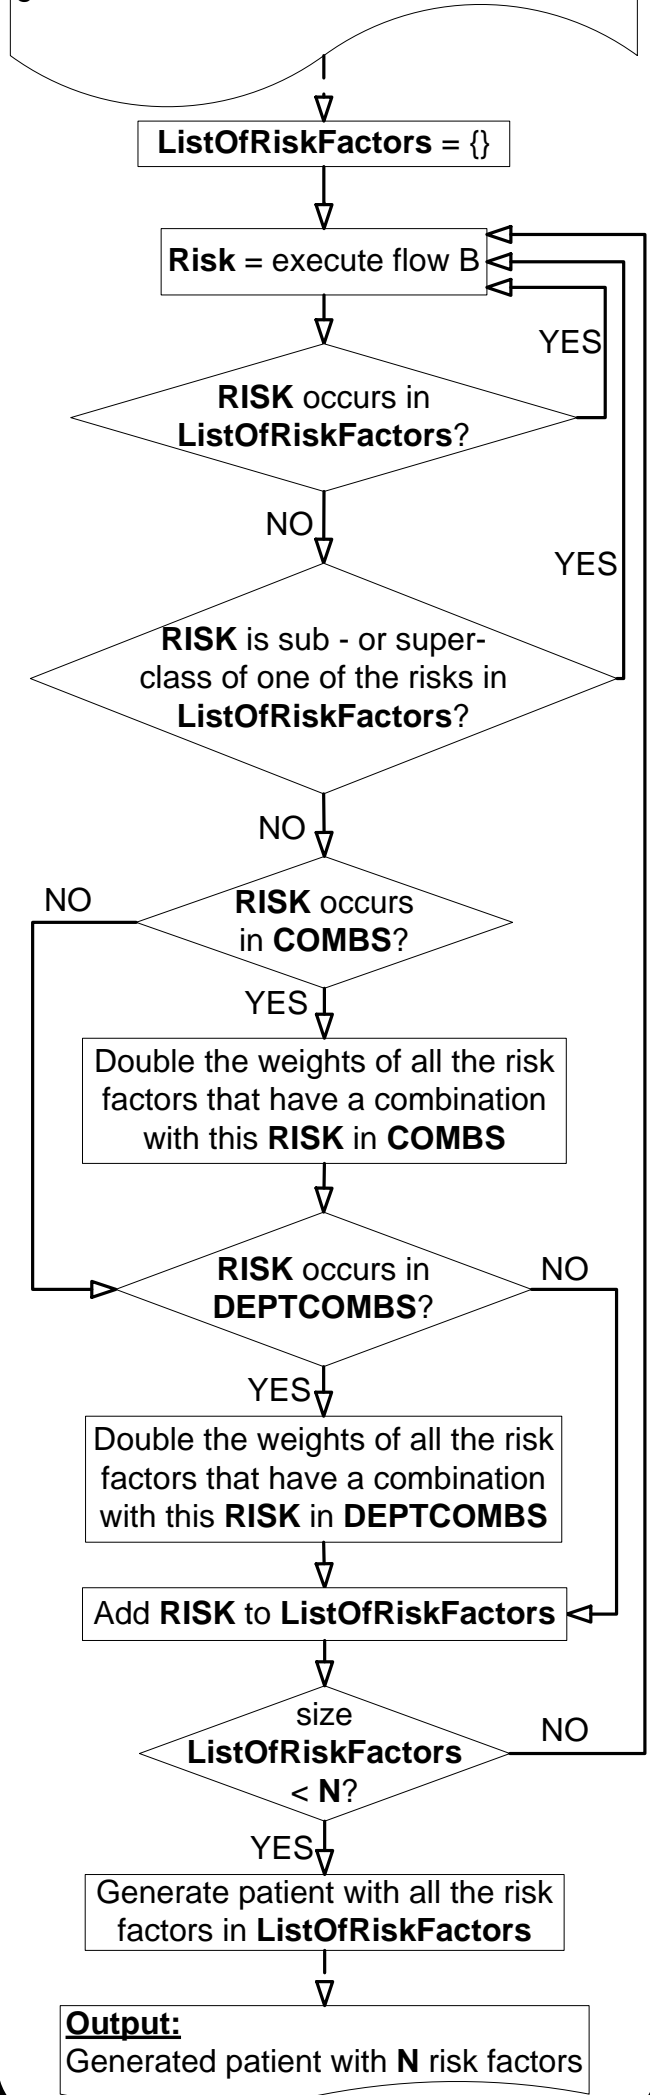 ListOfRiskFactors = {}
Risk = execute flow B
YES
RISK occurs in
ListOfRiskFactors?
NO
YES
RISK is sub - or super-
class of one of the risks in
ListOfRiskFactors?
NO
NO
RISK occurs
in COMBS?
YES
Double the weights of all the risk
factors that have a combination
with this RISK in COMBS
RISK occurs in
DEPTCOMBS?
NO
YES
Double the weights of all the risk
factors that have a combination
with this RISK in DEPTCOMBS
Add RISK to ListOfRiskFactors
size
ListOfRiskFactors
< N?
NO
YES
Generate patient with all the risk
factors in ListOfRiskFactors
Output:
Generated patient with N risk factors